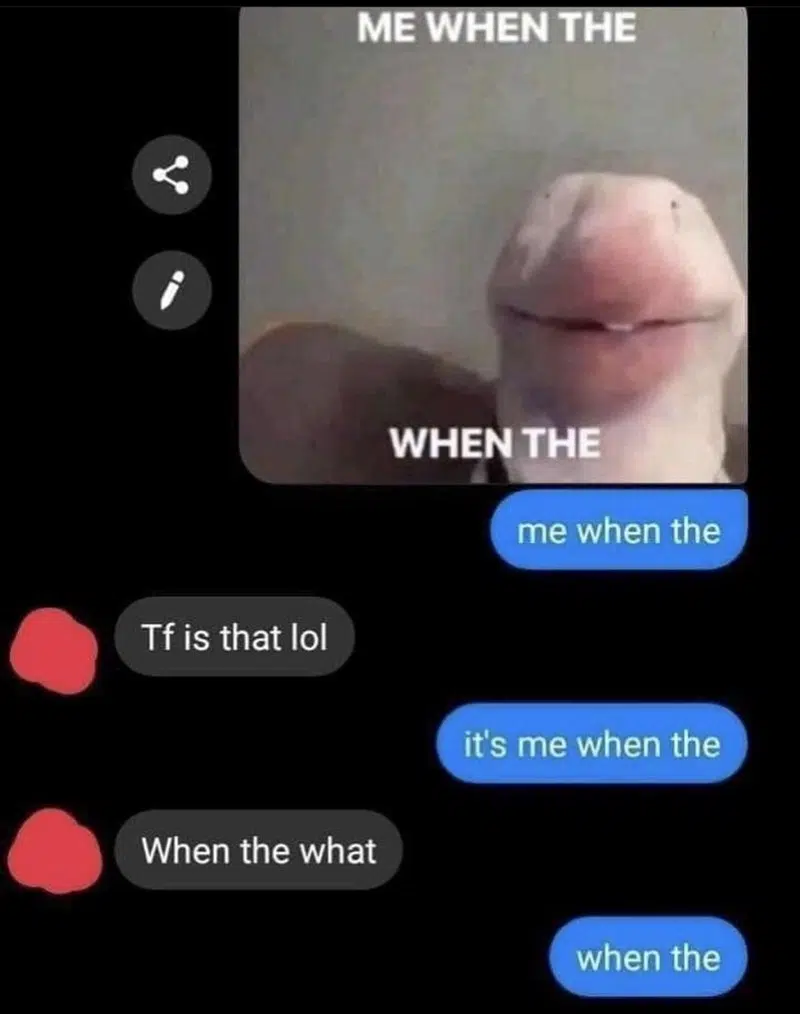 ME WHEN THE
WHEN THE
me when the
Tf is that lol
it's me when the
When the what
when the